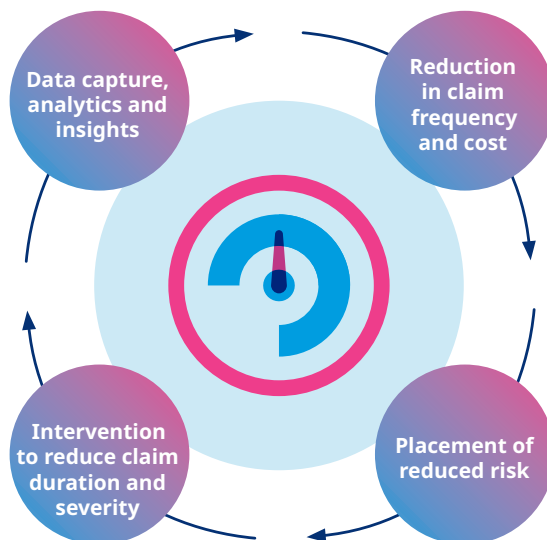 Data capture,
analytics and
insights
Reduction
in claim
frequency
and cost
Placement of
reduced risk
Intervention
to reduce claim
duration and
severity